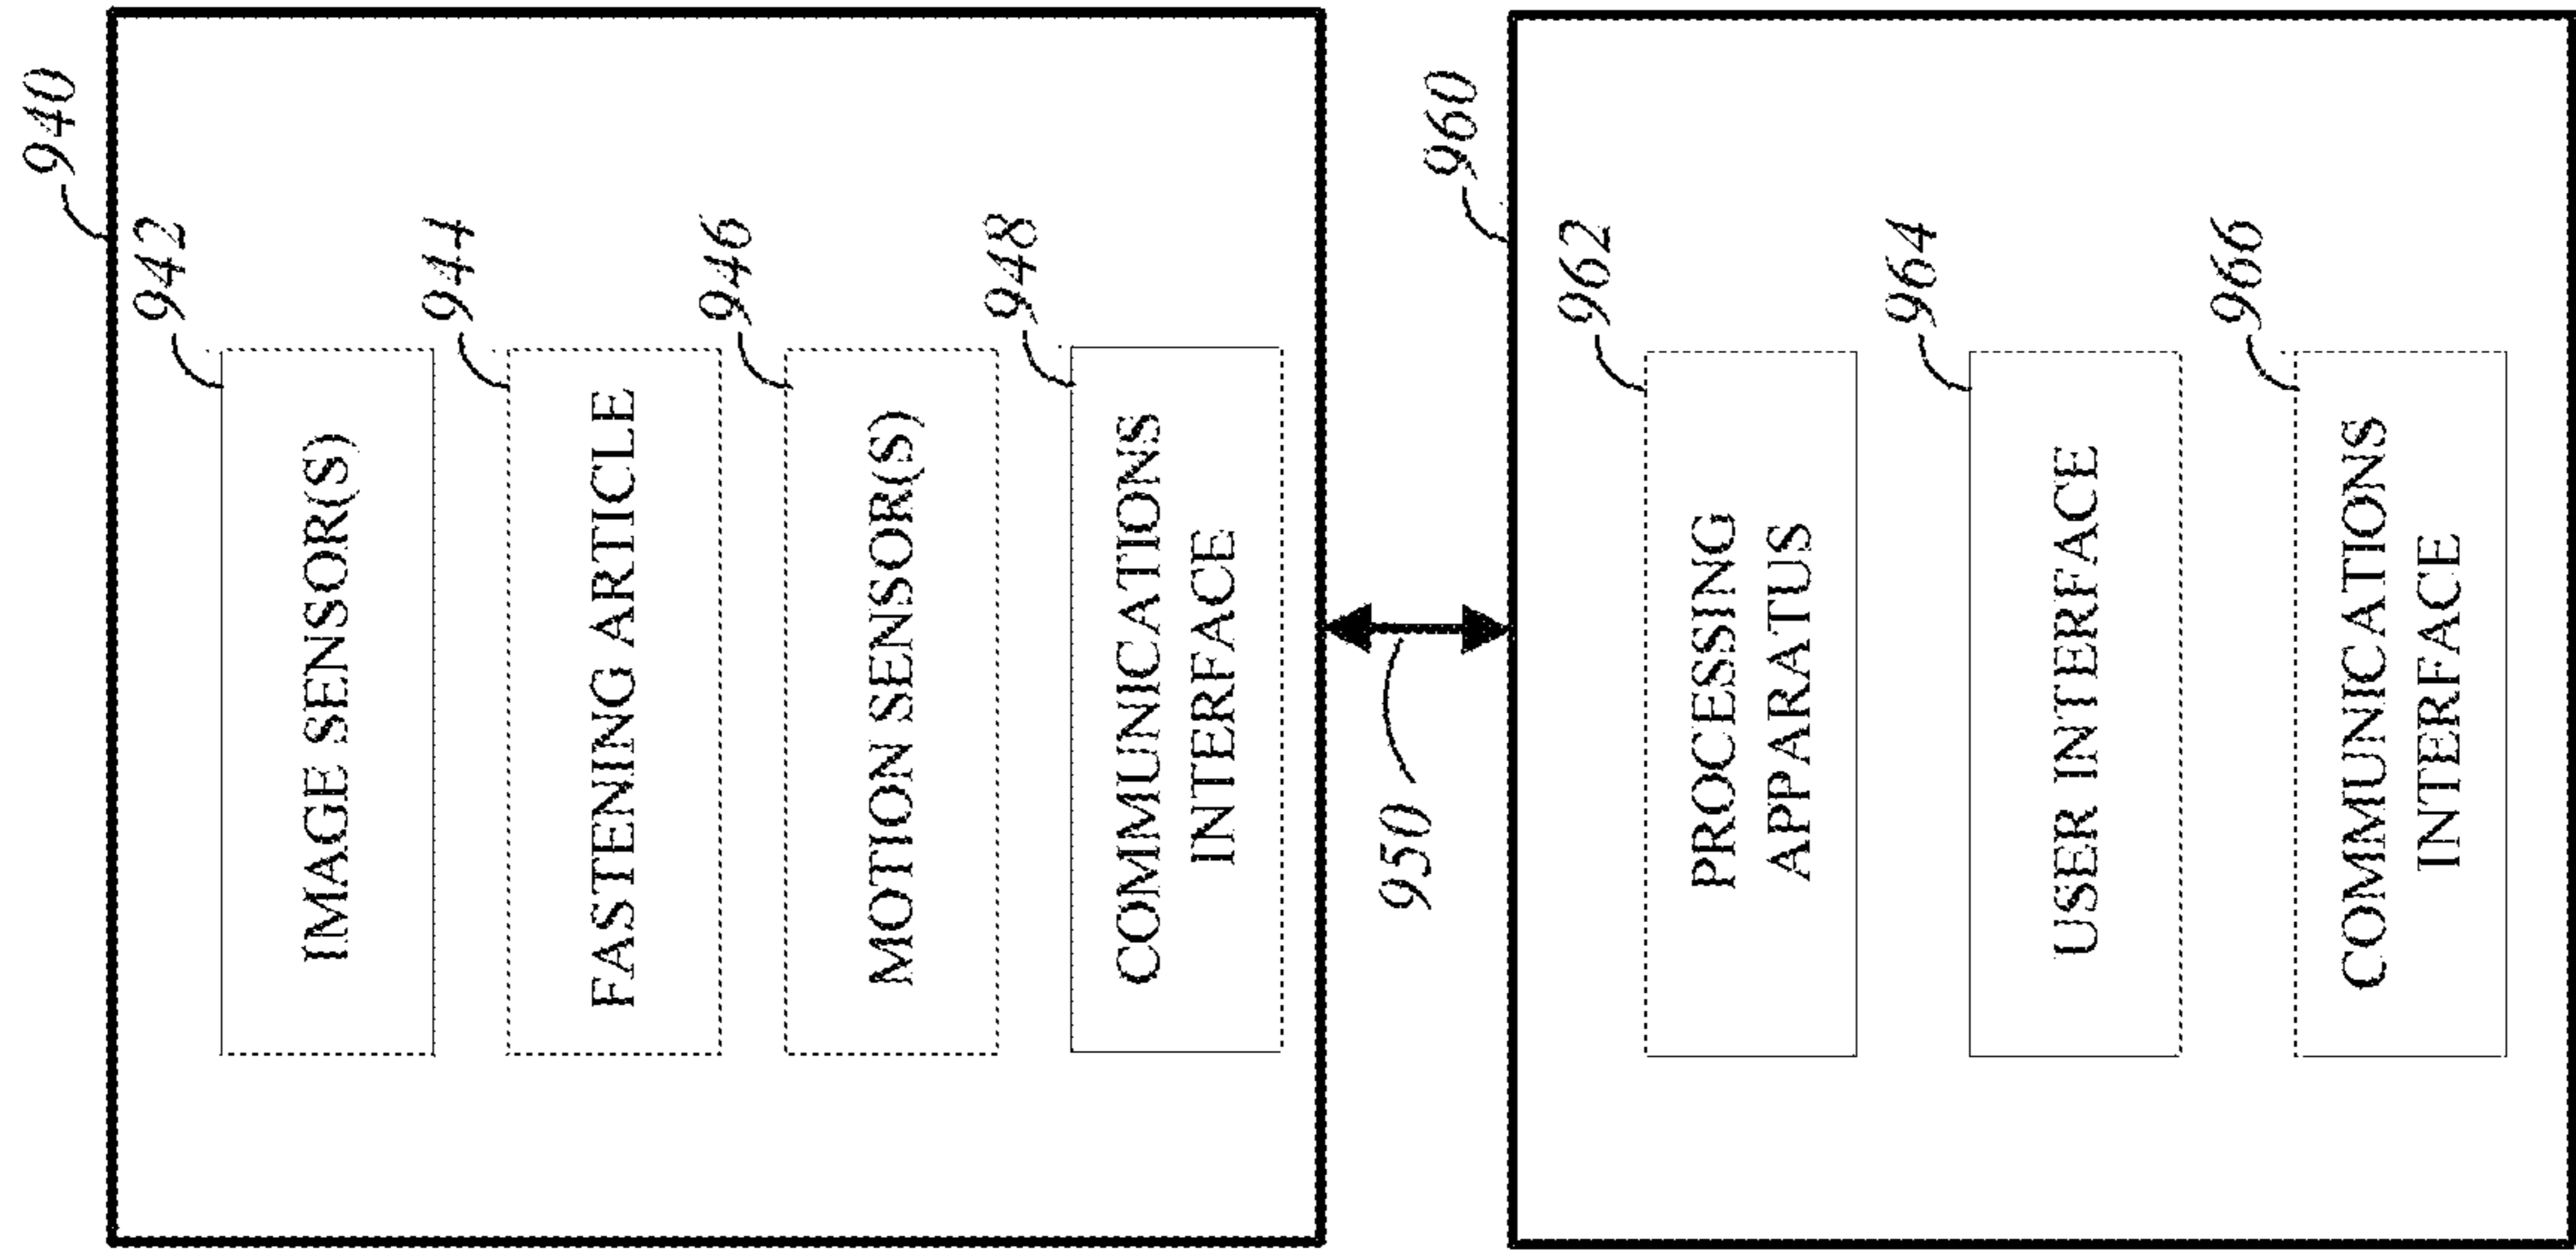 940
942
IMAGE SENSOR(S)
944
FASTENING ARTICLE
946
MOTION SENSOR(S)
948
COMMUNICATIONS
INTERFACE
950
960
962
PROCESSING
APPARATUS
964
USER INTERFACE
966
COMMUNICATIONS
INTERFACE